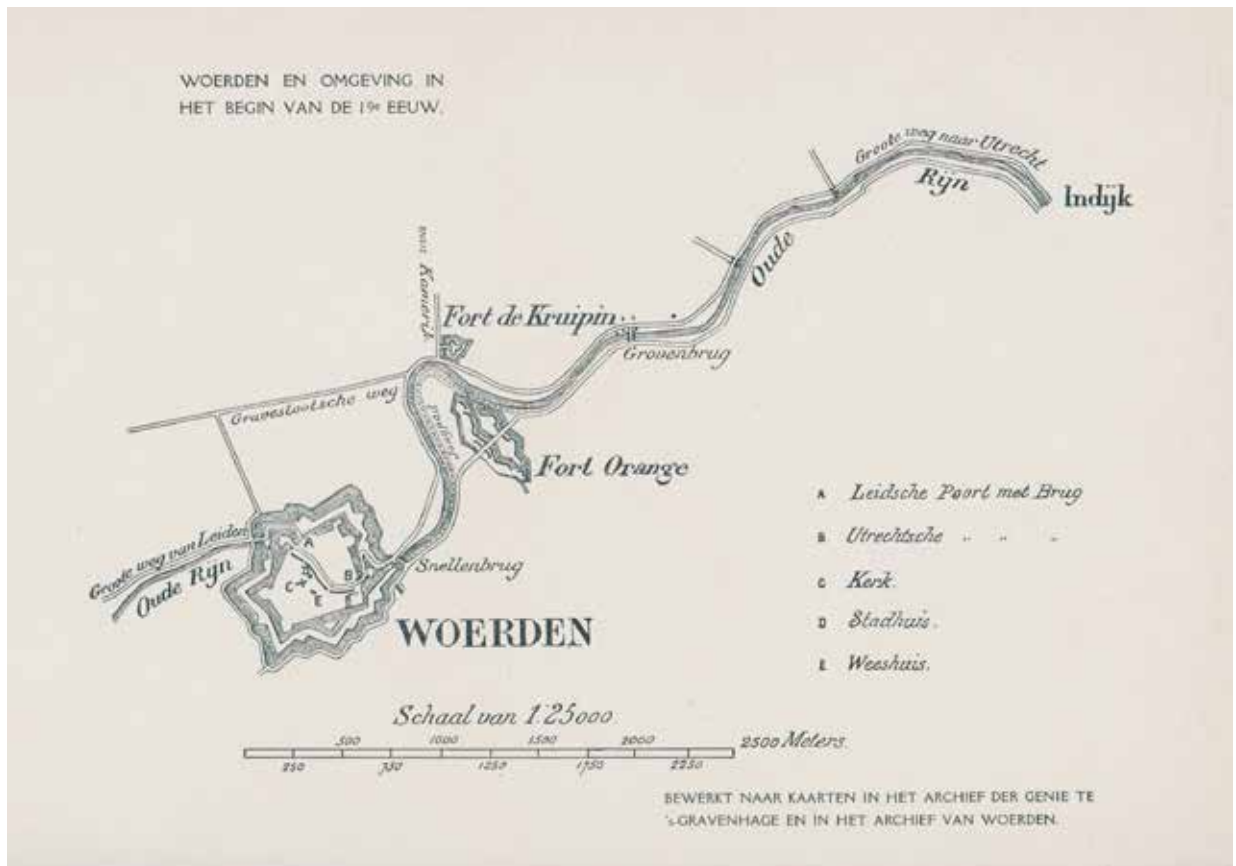 WOERDEN EN OMGEVING IN
HET BEGIN VAN DE 19e EEUW.
Groote weg naar Utrecht
Rijn
Indijk
Oude
Kamerik
Fort de Kruipin
Grovenbrug
Gravesslootsche weg
Fort Orange
Groote weg van Leiden
Oude Rijn
A
B
C
E
Snellenbrug
WOERDEN
A Leidsche Poort met Brug
B Utrechtsche „ „ „
C Kerk.
D Stadhuis.
E Weeshuis.
Schaal van 1:25000.
500 1000 1500 2000 2500 Meters.
250 750 1250 1750 2250
BEWERKT NAAR KAARTEN IN HET ARCHIEF DER GENIE TE
'S-GRAVENHAGE EN IN HET ARCHIEF VAN WOERDEN.